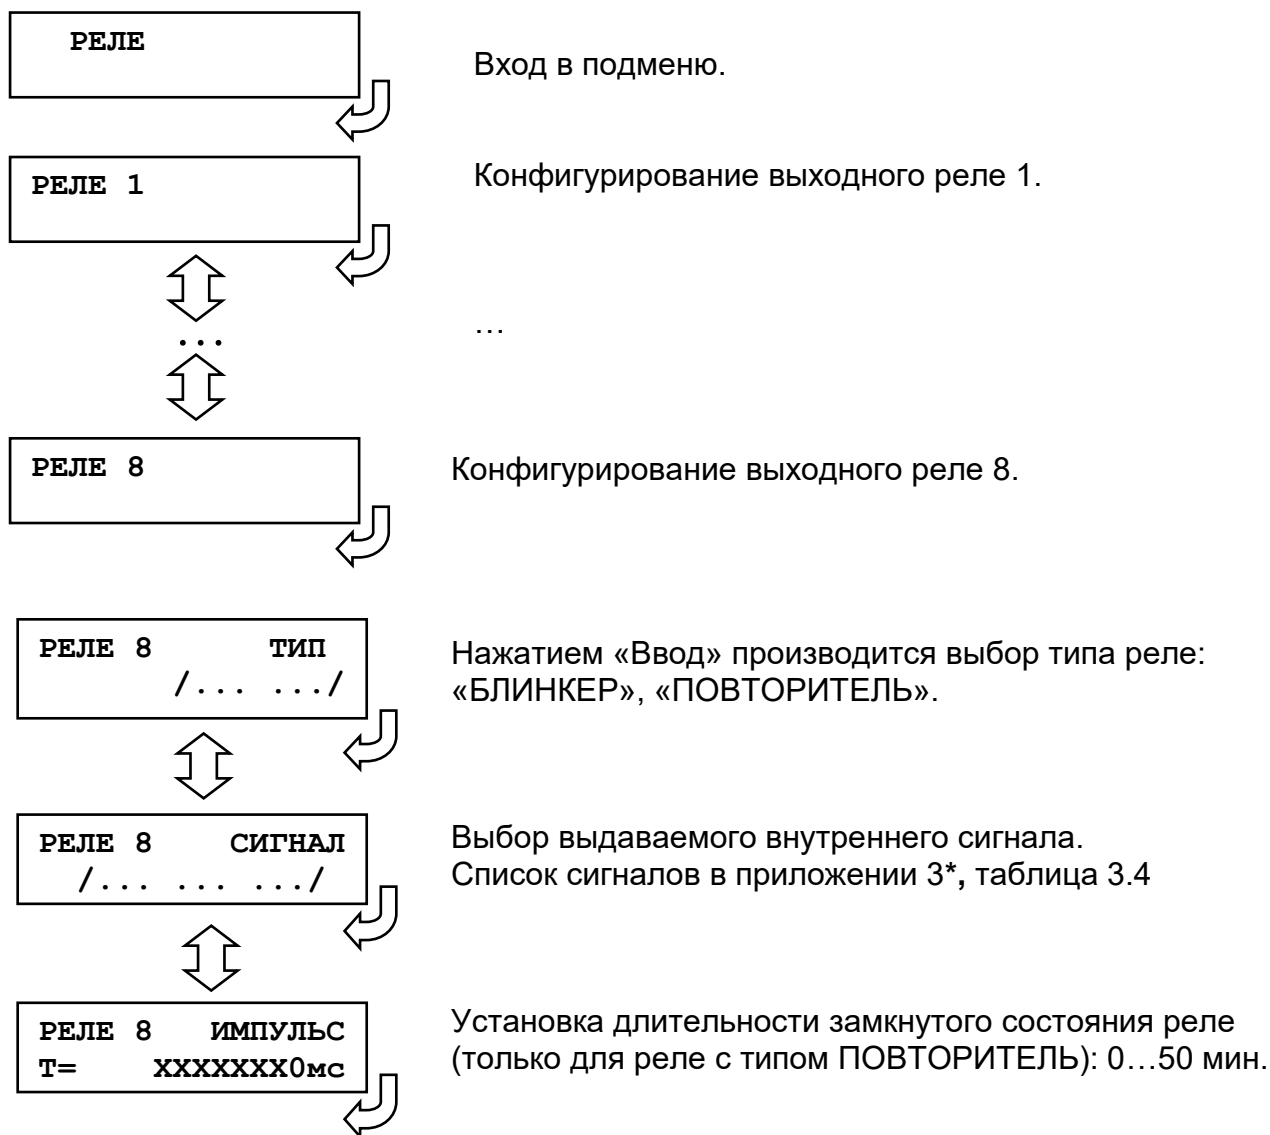 РЕЛЕ
Вход в подменю.
РЕЛЕ 1
Конфигурирование выходного реле 1.
...
…
РЕЛЕ 8
Конфигурирование выходного реле 8.
РЕЛЕ 8 ТИП
/... .../
Нажатием «Ввод» производится выбор типа реле:
«БЛИНКЕР», «ПОВТОРИТЕЛЬ».
РЕЛЕ 8 СИГНАЛ
/... ... .../
Выбор выдаваемого внутреннего сигнала.
Список сигналов в приложении 3*, таблица 3.4
РЕЛЕ 8 ИМПУЛЬС
Т= ХХХХХХХ0мс
Установка длительности замкнутого состояния реле
(только для реле с типом ПОВТОРИТЕЛЬ): 0…50 мин.